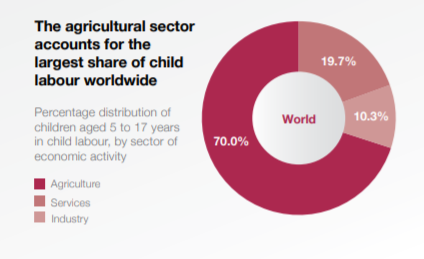 The agricultural sector
accounts for the
largest share of child
labour worldwide
Percentage distribution of
children aged 5 to 17 years
in child labour, by sector of
economic activity
Agriculture
Services
Industry
19.7%
10.3%
World
70.0%